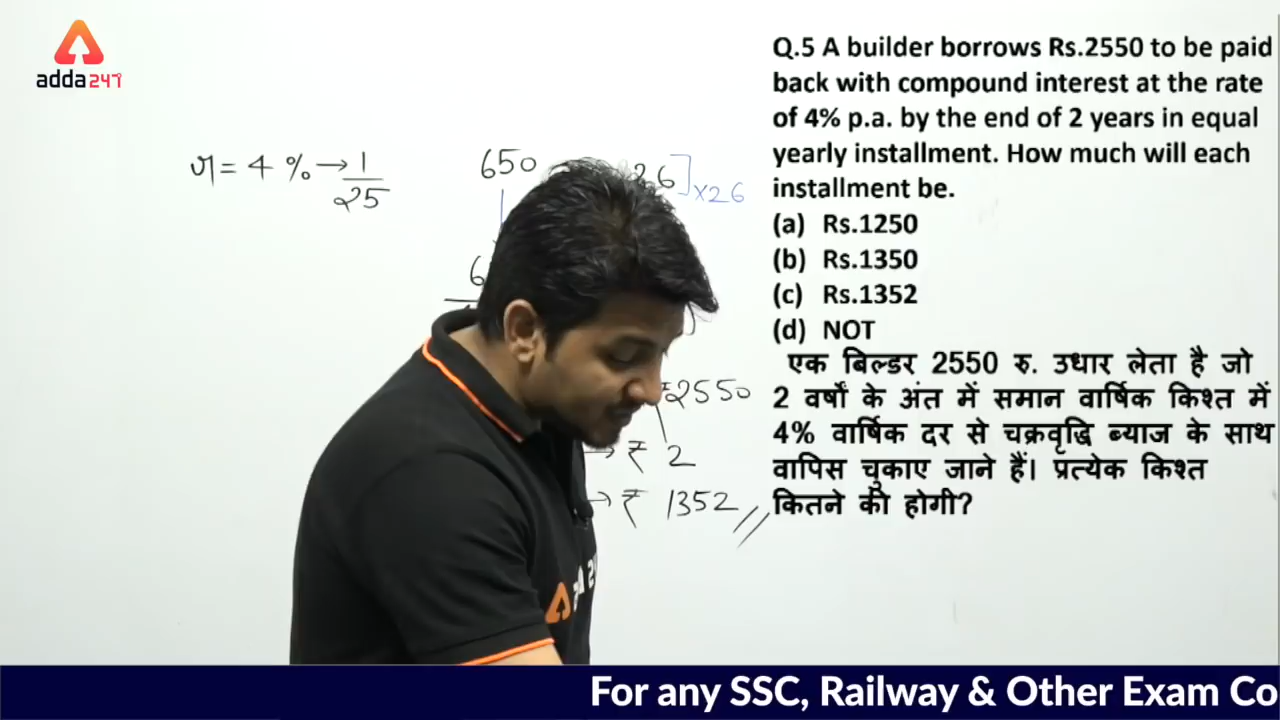 adda247
Q.5 A builder borrows Rs.2550 to be paid
back with compound interest at the rate
of 4% p.a. by the end of 2 years in equal
yearly installment. How much will each
installment be.
(a) Rs.1250
(b) Rs.1350
(c) Rs.1352
(d) NOT
एक बिल्डर 2550 रु. उधार लेता है जो
2 वर्षों के अंत में समान वार्षिक किश्त में
4% वार्षिक दर से चक्रवृद्धि ब्याज के साथ
वापिस चुकाए जाने हैं। प्रत्येक किश्त
कितने की होगी?
r = 4 % → 1/25
650 26] ×26
6
₹2550
→ ₹ 2
→ ₹ 1352 //
For any SSC, Railway & Other Exam Co